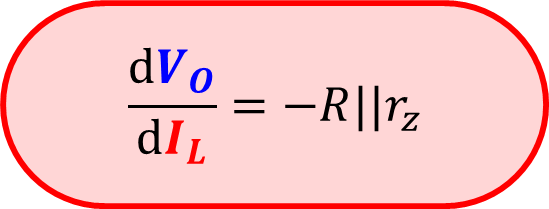 dV_O/dI_L = −R||r_z